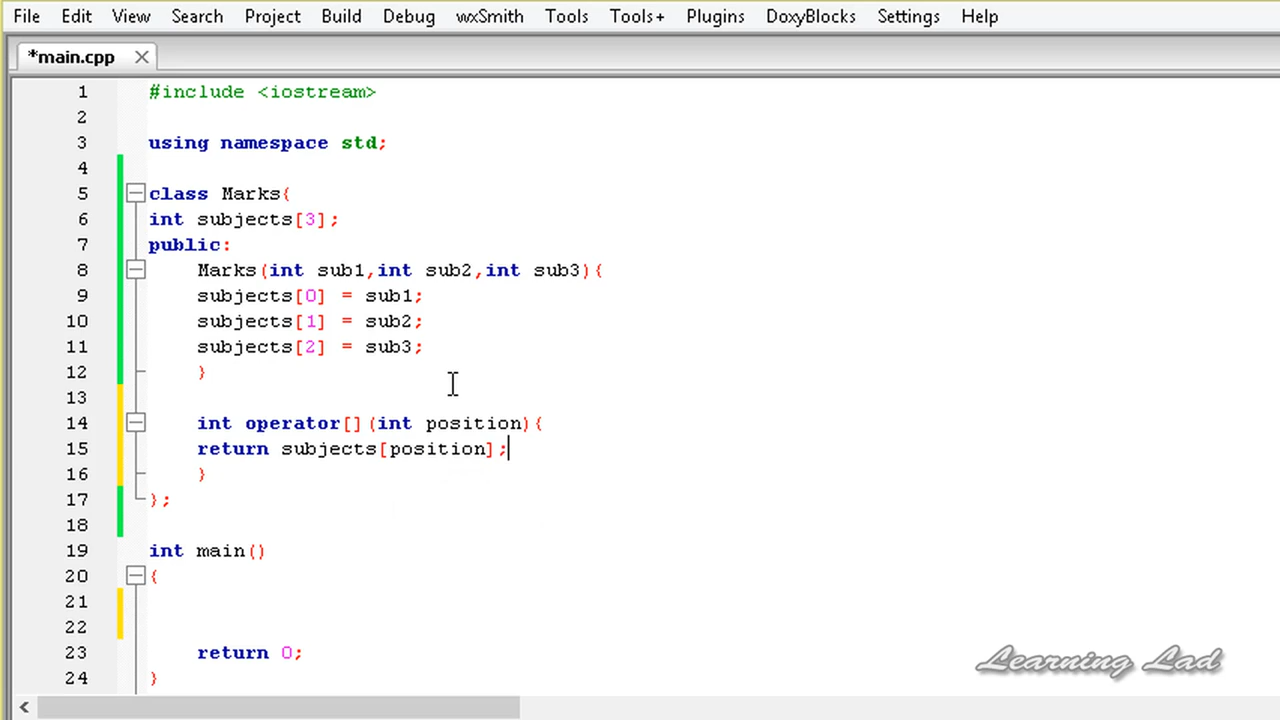 File Edit View Search Project Build Debug wxSmith Tools Tools+ Plugins DoxyBlocks Settings Help
*main.cpp
1 #include <iostream>
2
3 using namespace std;
4
5 class Marks{
6 int subjects[3];
7 public:
8 Marks(int sub1,int sub2,int sub3){
9 subjects[0] = sub1;
10 subjects[1] = sub2;
11 subjects[2] = sub3;
12 }
13
14 int operator[](int position){
15 return subjects[position];
16 }
17 };
18
19 int main()
20 {
21
22
23 return 0;
24 }
Learning Lad